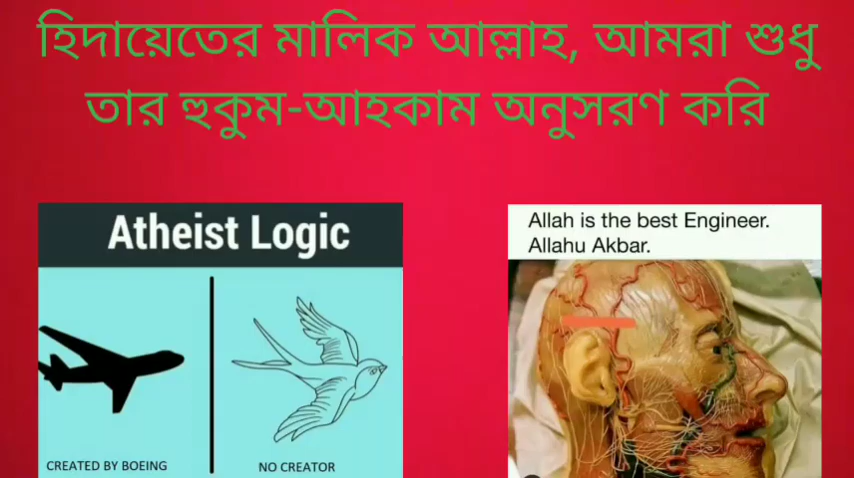 হিদায়েতের মালিক আল্লাহ, আমরা শুধু
তার হুকুম-আহকাম অনুসরণ করি
Atheist Logic
CREATED BY BOEING
NO CREATOR
Allah is the best Engineer.
Allahu Akbar.